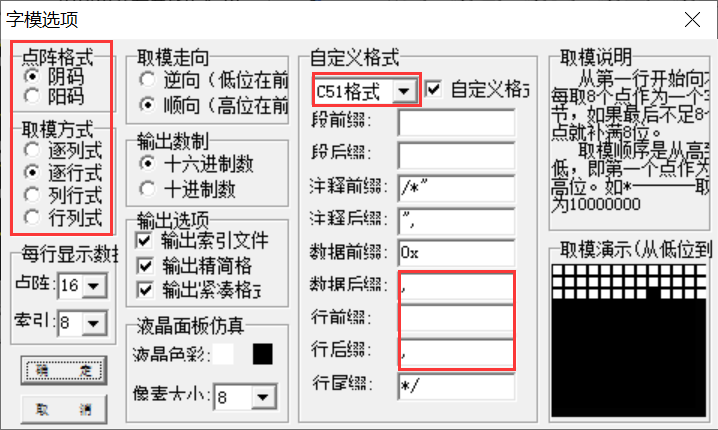 字模选项
点阵格式
阴码
阳码
取模方式
逐列式
逐行式
列行式
行列式
每行显示数据
点阵: 16
索引: 8
确 定
取 消
取模走向
逆向(低位在前
顺向(高位在前
输出数制
十六进制数
十进制数
输出选项
输出索引文件
输出精简格
输出紧凑格式
液晶面板仿真
液晶色彩:
像素大小: 8
自定义格式
C51格式 自定义格式
段前缀:
段后缀:
注释前缀: /*"
注释后缀: ",
数据前缀: 0x
数据后缀: ,
行前缀:
行后缀: ,
行尾缀: */
取模说明
从第一行开始向
每取8个点作为一个
节，如果最后不足8
点就补满8位。
取模顺序是从高
低，即第一个点作为
高位。如*-------取
为10000000
取模演示(从低位到